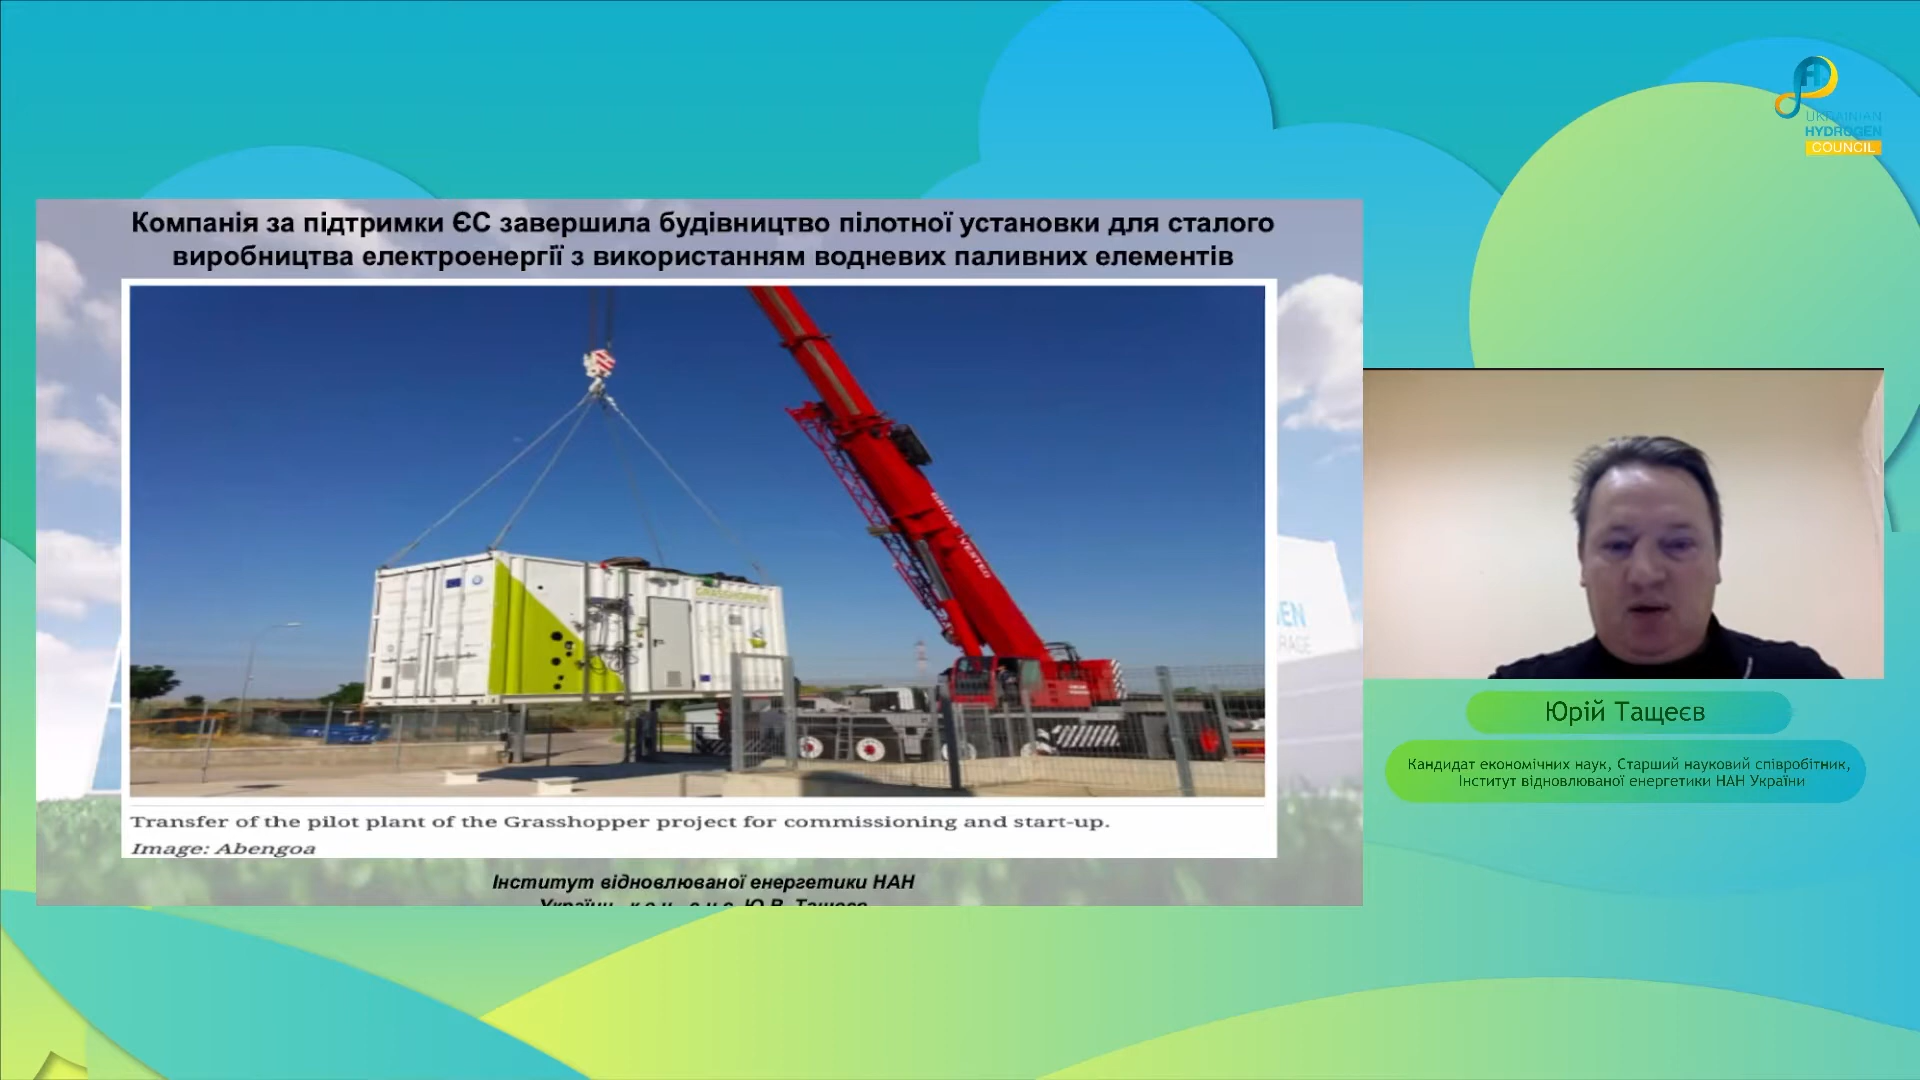 UKRAINIAN
HYDROGEN
COUNCIL
Компанія за підтримки ЄС завершила будівництво пілотної установки для сталого
виробництва електроенергії з використанням водневих паливних елементів
GRUAS
GRASSHOPPER
Transfer of the pilot plant of the Grasshopper project for commissioning and start-up.
Image: Abengoa
Інститут відновлюваної енергетики НАН
України, к.е.н., с.н.с. Ю.В. Тащеєв
Юрій Тащеєв
Кандидат економічних наук, Старший науковий співробітник,
Інститут відновлюваної енергетики НАН України